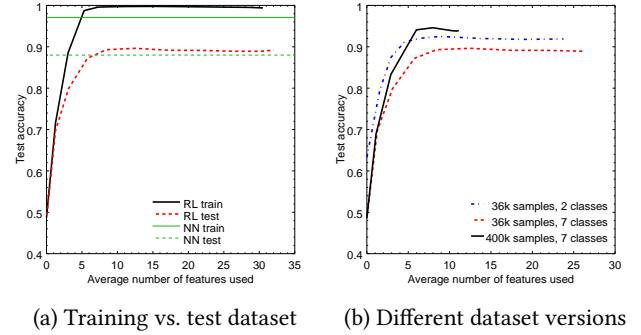 1
0.9
0.8
0.7
0.6
0.5
0.4
Test accuracy
RL train
RL test
NN train
NN test
0 5 10 15 20 25 30 35
Average number of features used
(a) Training vs. test dataset
1
0.9
0.8
0.7
0.6
0.5
0.4
Test accuracy
36k samples, 2 classes
36k samples, 7 classes
400k samples, 7 classes
0 5 10 15 20 25 30
Average number of features used
(b) Different dataset versions